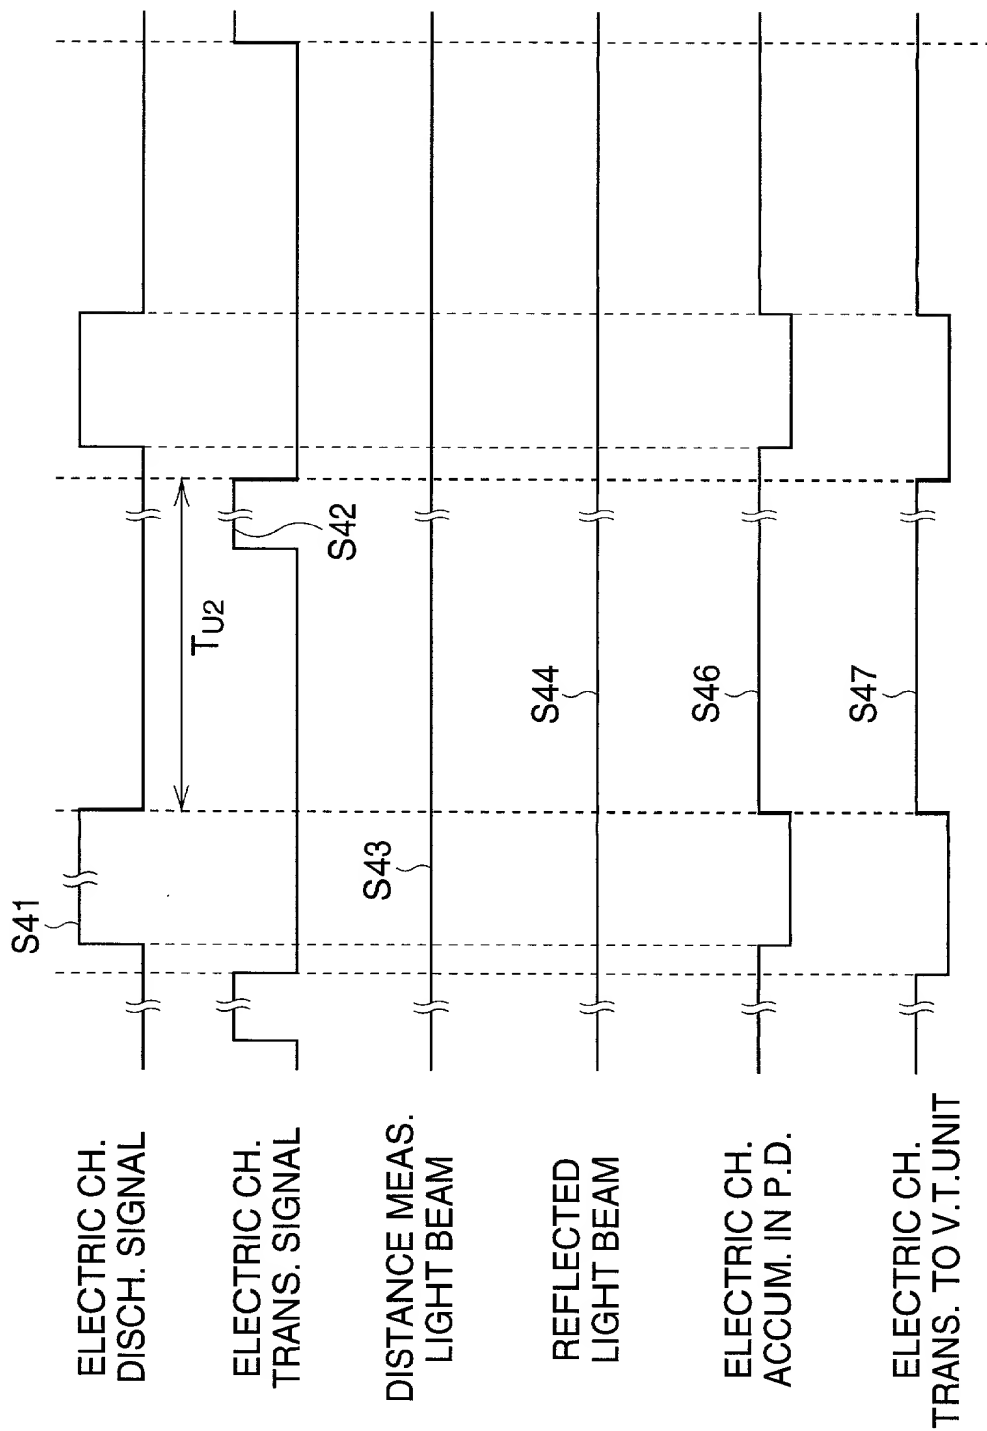 ELECTRIC CH.
DISCH. SIGNAL
S41
TU2
ELECTRIC CH.
TRANS. SIGNAL
S42
DISTANCE MEAS.
LIGHT BEAM
S43
REFLECTED
LIGHT BEAM
S44
ELECTRIC CH.
ACCUM. IN P.D.
S46
ELECTRIC CH.
TRANS. TO V.T.UNIT
S47